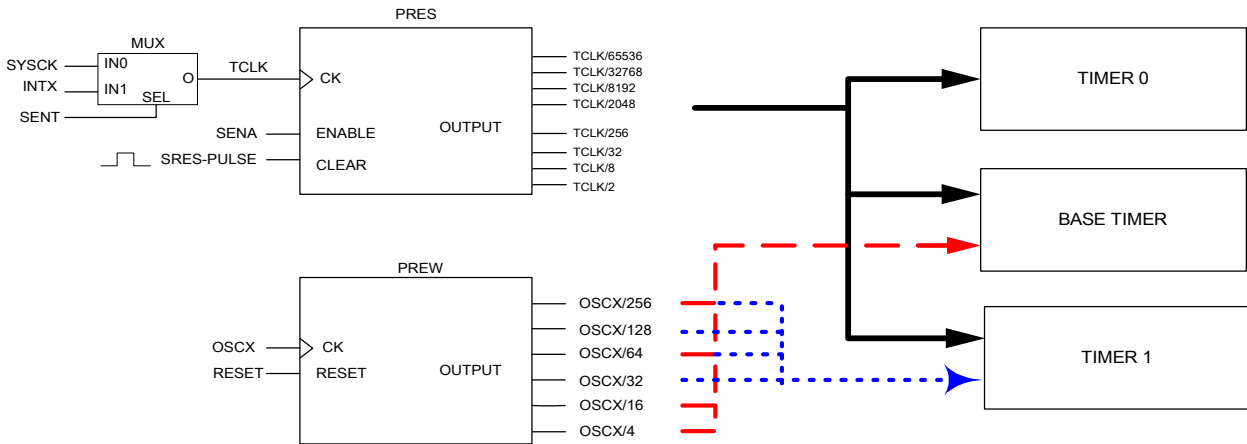 PRES
MUX
SYSCK
IN0
INTX
IN1
O
SEL
SENT
TCLK
CK
SENA
ENABLE
SRES-PULSE
CLEAR
OUTPUT
TCLK/65536
TCLK/32768
TCLK/8192
TCLK/2048
TCLK/256
TCLK/32
TCLK/8
TCLK/2
TIMER 0
BASE TIMER
TIMER 1
PREW
OSCX
CK
RESET
RESET
OUTPUT
OSCX/256
OSCX/128
OSCX/64
OSCX/32
OSCX/16
OSCX/4